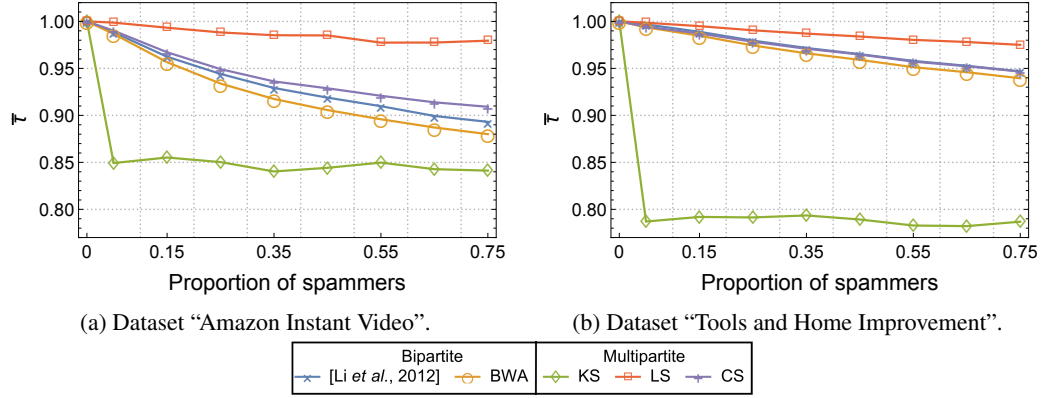 1.00
0.95
0.90
0.85
0.80
τ̅
0 0.15 0.35 0.55 0.75
Proportion of spammers
(a) Dataset “Amazon Instant Video”.
1.00
0.95
0.90
0.85
0.80
τ̅
0 0.15 0.35 0.55 0.75
Proportion of spammers
(b) Dataset “Tools and Home Improvement”.
Bipartite Multipartite
[Li et al., 2012] BWA KS LS CS